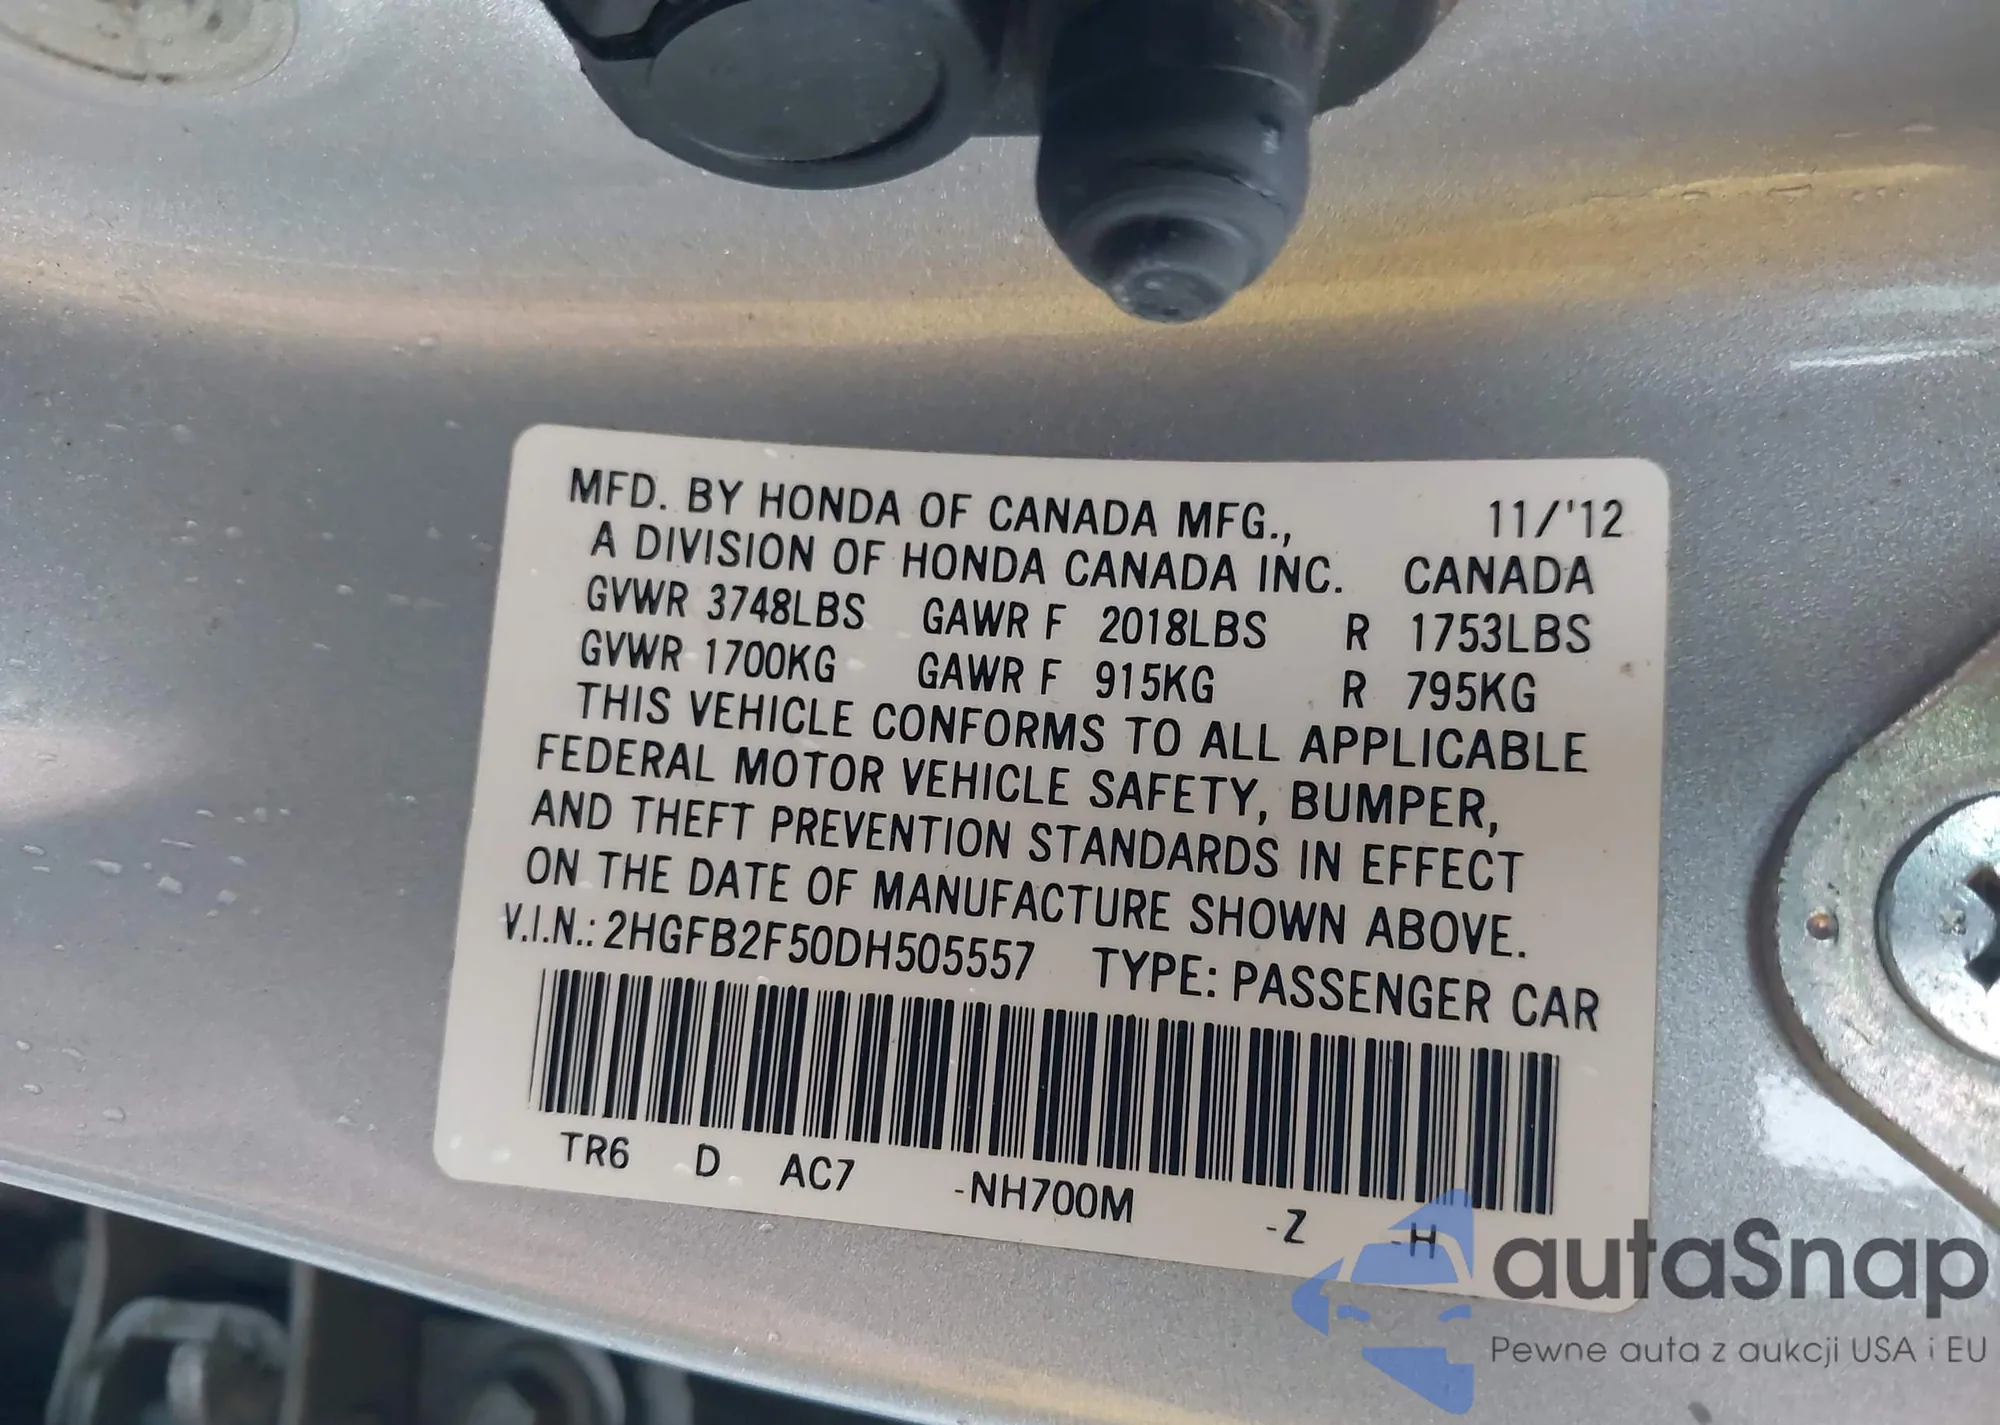 MFD. BY HONDA OF CANADA MFG., 11/'12
A DIVISION OF HONDA CANADA INC. CANADA
GVWR 3748LBS GAWR F 2018LBS R 1753LBS
GVWR 1700KG GAWR F 915KG R 795KG
THIS VEHICLE CONFORMS TO ALL APPLICABLE
FEDERAL MOTOR VEHICLE SAFETY, BUMPER,
AND THEFT PREVENTION STANDARDS IN EFFECT
ON THE DATE OF MANUFACTURE SHOWN ABOVE.
V.I.N.: 2HGFB2F50DH505557 TYPE: PASSENGER CAR
TR6 D AC7 -NH700M -Z -H
autaSnap
Pewne auta z aukcji USA i EU